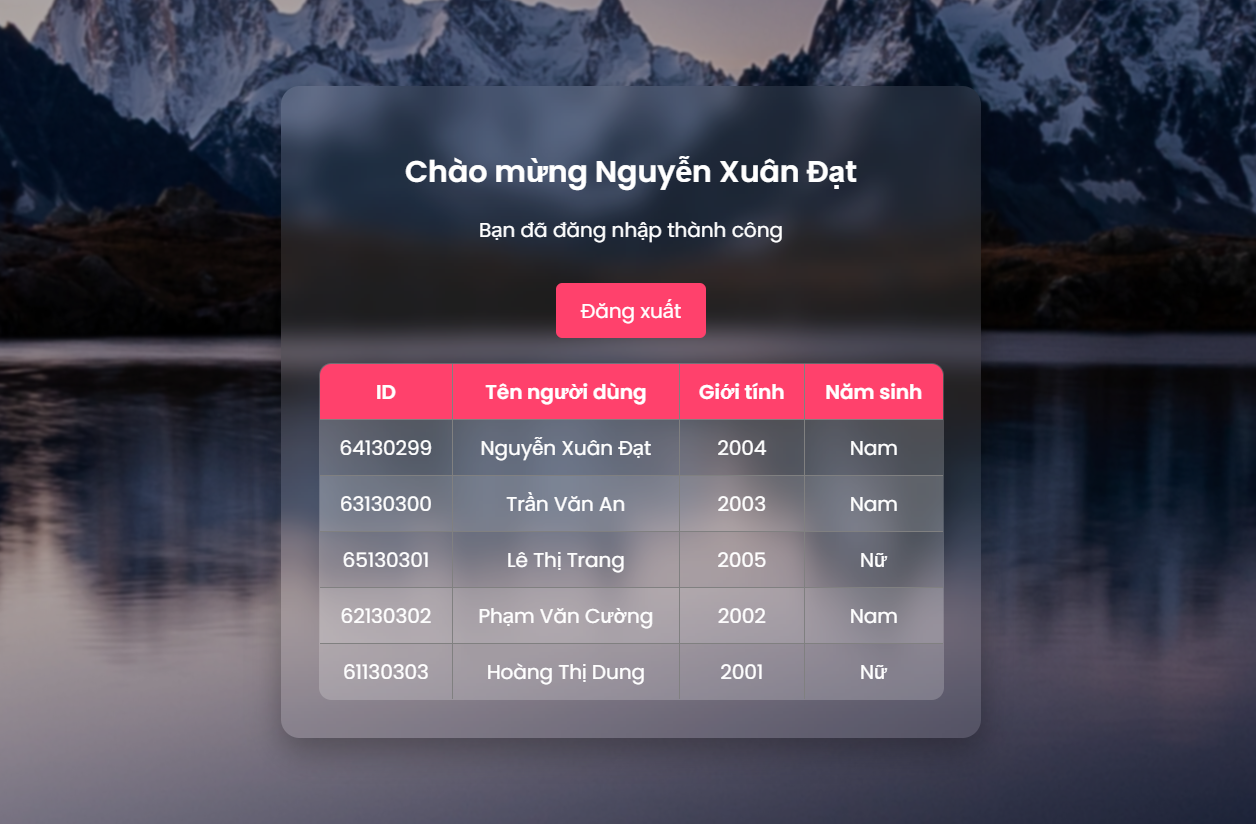 Chào mừng Nguyễn Xuân Đạt
Bạn đã đăng nhập thành công
Đăng xuất
ID Tên người dùng Giới tính Năm sinh
64130299 Nguyễn Xuân Đạt 2004 Nam
63130300 Trần Văn An 2003 Nam
65130301 Lê Thị Trang 2005 Nữ
62130302 Phạm Văn Cường 2002 Nam
61130303 Hoàng Thị Dung 2001 Nữ